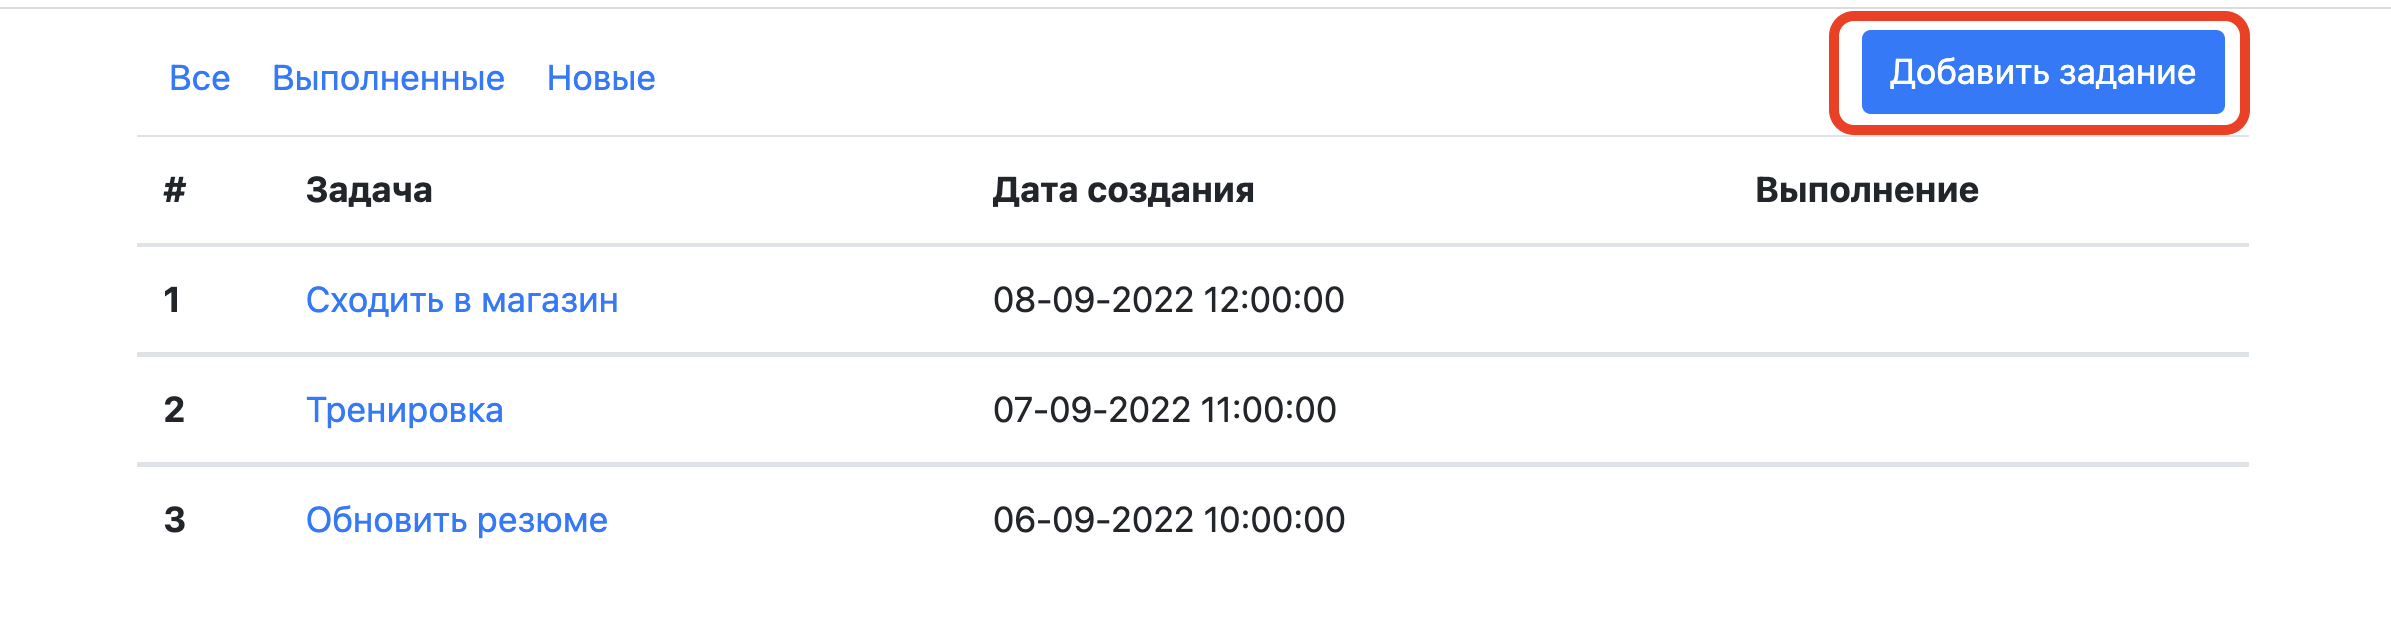 Все Выполненные Новые Добавить задание
# Задача Дата создания Выполнение
1 Сходить в магазин 08-09-2022 12:00:00
2 Тренировка 07-09-2022 11:00:00
3 Обновить резюме 06-09-2022 10:00:00